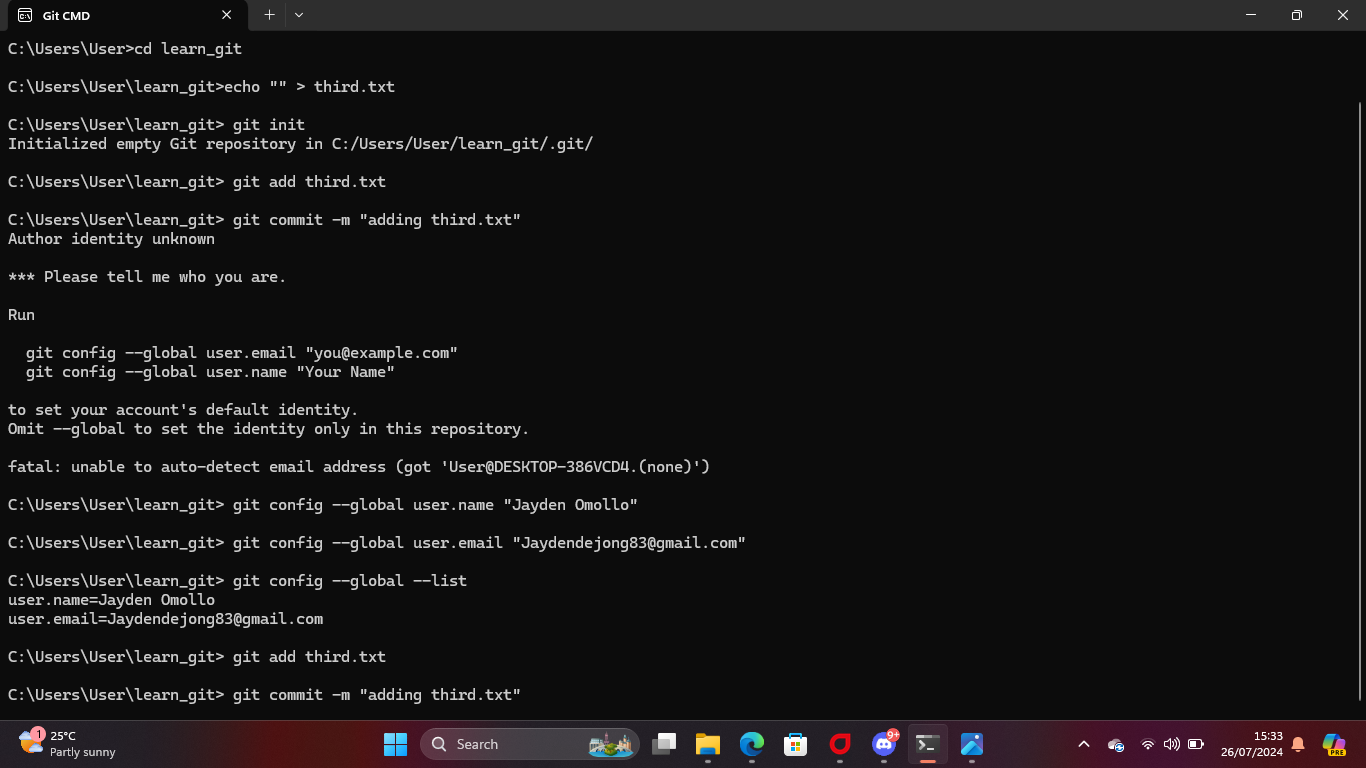 Git CMD
C:\Users\User>cd learn_git
C:\Users\User\learn_git>echo "" > third.txt
C:\Users\User\learn_git> git init
Initialized empty Git repository in C:/Users/User/learn_git/.git/
C:\Users\User\learn_git> git add third.txt
C:\Users\User\learn_git> git commit -m "adding third.txt"
Author identity unknown
*** Please tell me who you are.
Run
git config --global user.email "you@example.com"
git config --global user.name "Your Name"
to set your account's default identity.
Omit --global to set the identity only in this repository.
fatal: unable to auto-detect email address (got 'User@DESKTOP-386VCD4.(none)')
C:\Users\User\learn_git> git config --global user.name "Jayden Omollo"
C:\Users\User\learn_git> git config --global user.email "Jaydendejong83@gmail.com"
C:\Users\User\learn_git> git config --global --list
user.name=Jayden Omollo
user.email=Jaydendejong83@gmail.com
C:\Users\User\learn_git> git add third.txt
C:\Users\User\learn_git> git commit -m "adding third.txt"
1
25°C
Partly sunny
Search
9+
15:33
26/07/2024
PRE